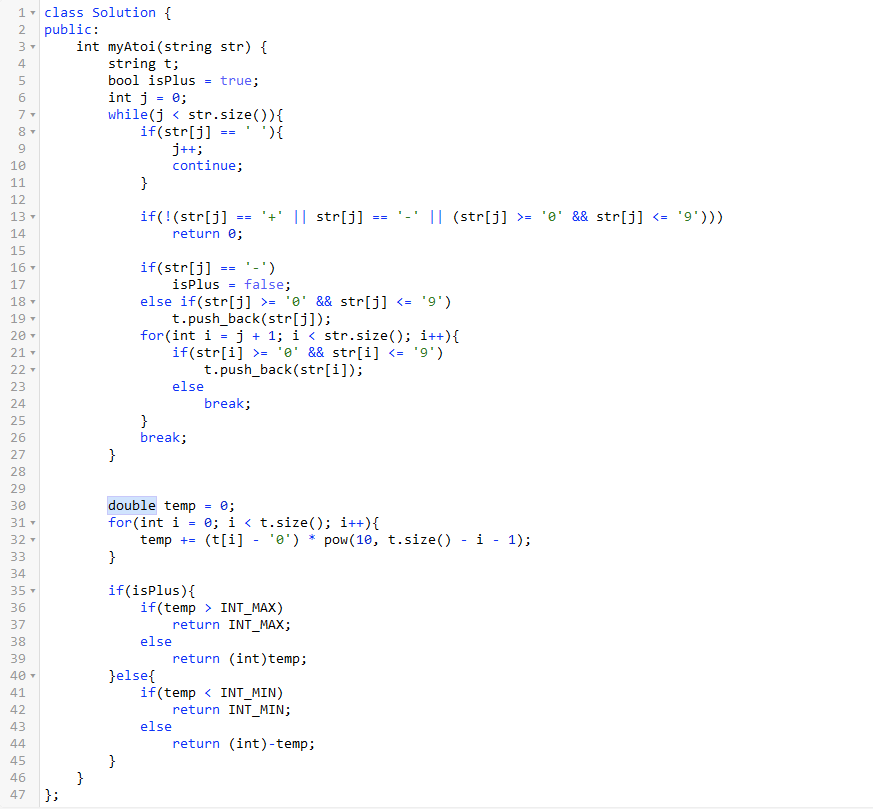 1 class Solution {
2 public:
3     int myAtoi(string str) {
4         string t;
5         bool isPlus = true;
6         int j = 0;
7         while(j < str.size()){
8             if(str[j] == ' '){
9                 j++;
10                 continue;
11             }
12
13             if(!(str[j] == '+' || str[j] == '-' || (str[j] >= '0' && str[j] <= '9')))
14                 return 0;
15
16             if(str[j] == '-')
17                 isPlus = false;
18             else if(str[j] >= '0' && str[j] <= '9')
19                 t.push_back(str[j]);
20             for(int i = j + 1; i < str.size(); i++){
21                 if(str[i] >= '0' && str[i] <= '9')
22                     t.push_back(str[i]);
23                 else
24                     break;
25             }
26             break;
27         }
28
29
30         double temp = 0;
31         for(int i = 0; i < t.size(); i++){
32             temp += (t[i] - '0') * pow(10, t.size() - i - 1);
33         }
34
35         if(isPlus){
36             if(temp > INT_MAX)
37                 return INT_MAX;
38             else
39                 return (int)temp;
40         }else{
41             if(temp < INT_MIN)
42                 return INT_MIN;
43             else
44                 return (int)-temp;
45         }
46     }
47 };